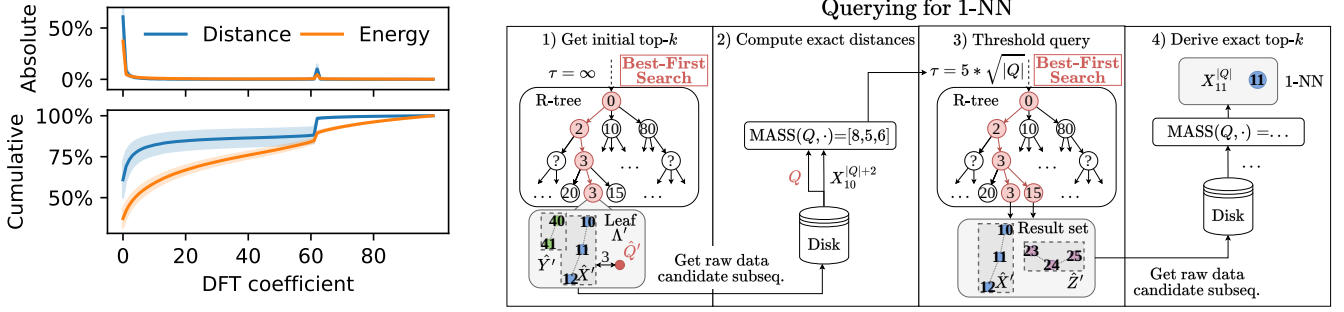 50%
0%
Absolute
Distance
Energy
100%
75%
50%
Cumulative
0
20
40
60
80
DFT coefficient
Querying for 1-NN
1) Get initial top-k
τ = ∞
Best-First
Search
R-tree
0
2
10
80
?
3
?
...
20
3
15
...
40
41
Ŷ′
10
11
12
X̂′
3
Leaf
Λ′
Q̂′
2) Compute exact distances
MASS(Q, ·)=[8,5,6]
Q
X₁₀^{|Q|+2}
Disk
Get raw data
candidate subseq.
3) Threshold query
τ = 5 * √|Q|
Best-First
Search
R-tree
0
2
10
80
?
3
?
...
20
3
15
...
Result set
10
11
12
X̂′
23
24
25
Ẑ′
4) Derive exact top-k
X₁₁^{|Q|}
11
1-NN
MASS(Q, ·) =...
...
Disk
Get raw data
candidate subseq.